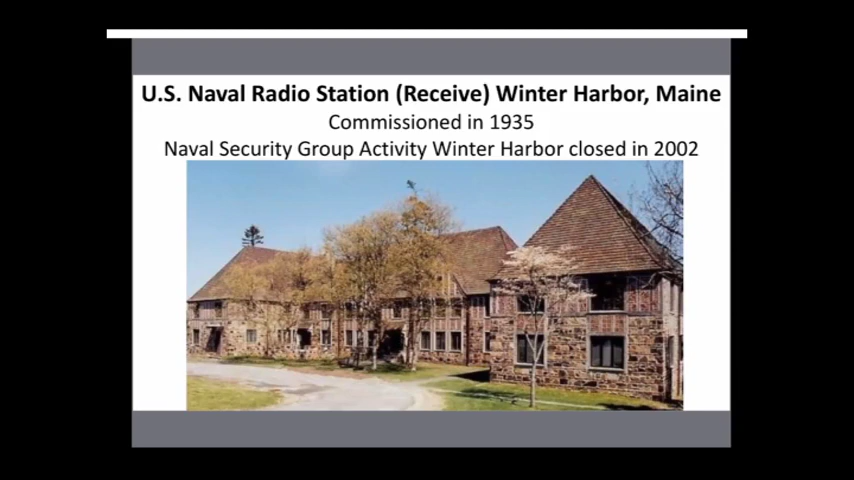 U.S. Naval Radio Station (Receive) Winter Harbor, Maine
Commissioned in 1935
Naval Security Group Activity Winter Harbor closed in 2002